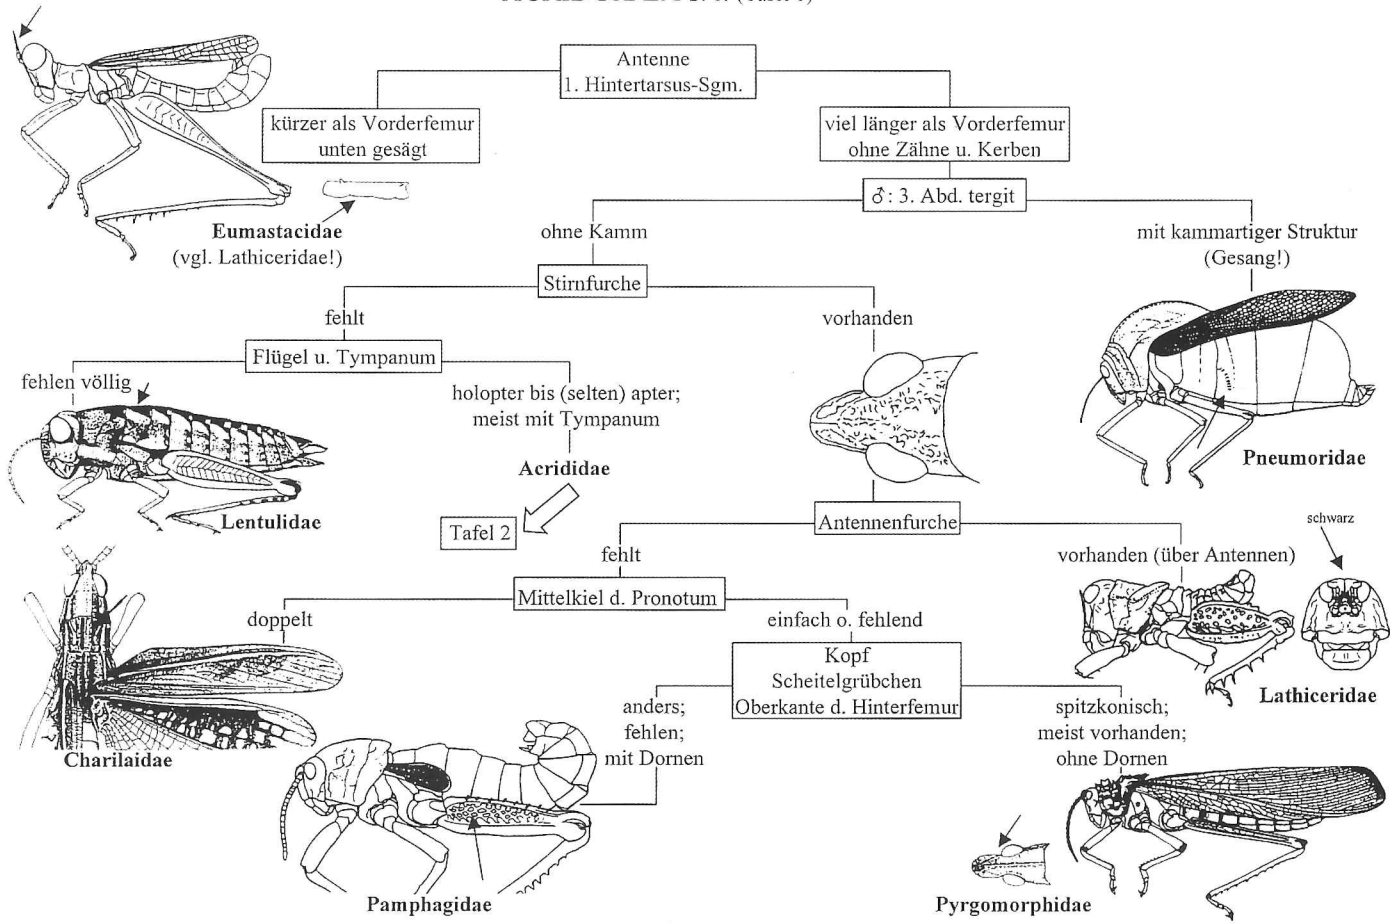 Antenne
1. Hintertarsus-Sgm.
kürzer als Vorderfemur
unten gesägt
viel länger als Vorderfemur
ohne Zähne u. Kerben
♂: 3. Abd. tergit
Eumastacidae
(vgl. Lathiceridae!)
ohne Kamm
mit kammartiger Struktur
(Gesang!)
Stirnfurche
fehlt
vorhanden
Flügel u. Tympanum
fehlen völlig
holopter bis (selten) apter;
meist mit Tympanum
Acrididae
Pneumoridae
Lentulidae
Tafel 2
Antennenfurche
schwarz
fehlt
vorhanden (über Antennen)
Mittelkiel d. Pronotum
doppelt
einfach o. fehlend
Kopf
Scheitelgrübchen
Oberkante d. Hinterfemur
Lathiceridae
anders;
fehlen;
mit Dornen
spitzkonisch;
meist vorhanden;
ohne Dornen
Charilaidae
Pamphagidae
Pyrgomorphidae